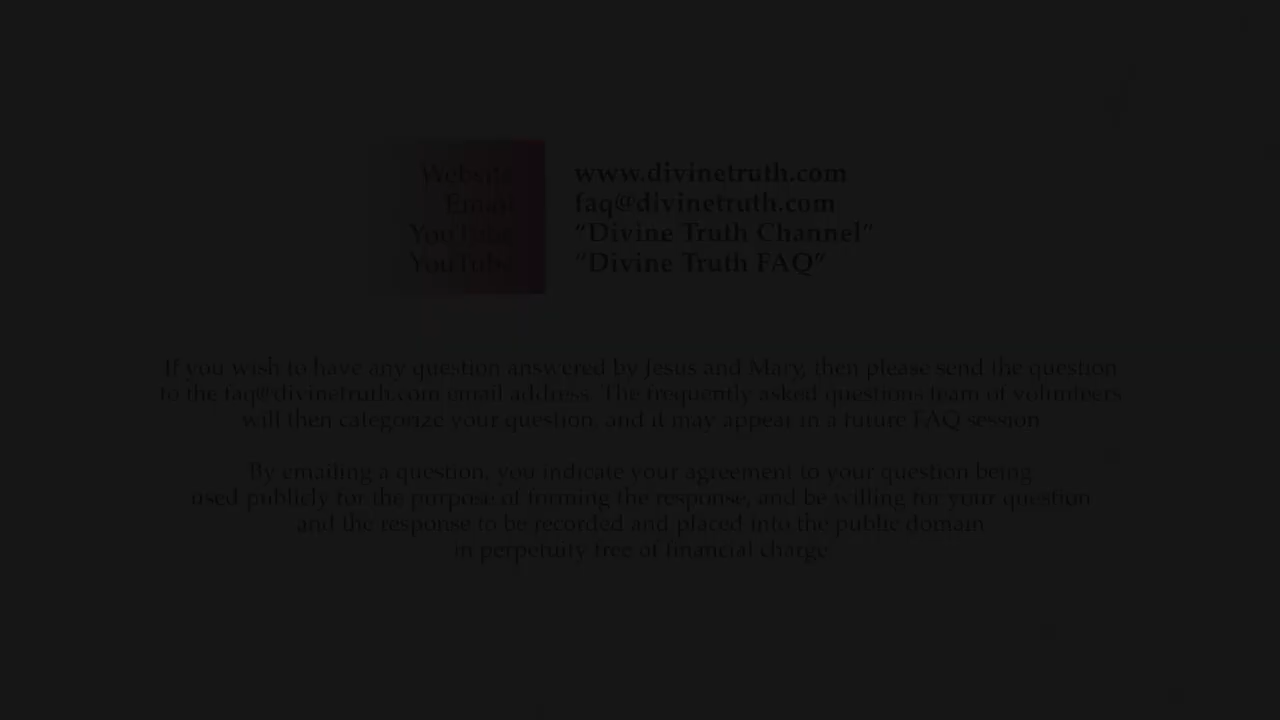 Website www.divinetruth.com
Email faq@divinetruth.com
YouTube “Divine Truth Channel”
YouTube “Divine Truth FAQ”
If you wish to have any question answered by Jesus and Mary, then please send the question
to the faq@divinetruth.com email address. The frequently asked questions team of volunteers
will then categorize your question, and it may appear in a future FAQ session
By emailing a question, you indicate your agreement to your question being
used publicly for the purpose of forming the response, and be willing for your question
and the response to be recorded and placed into the public domain
in perpetuity free of financial charge